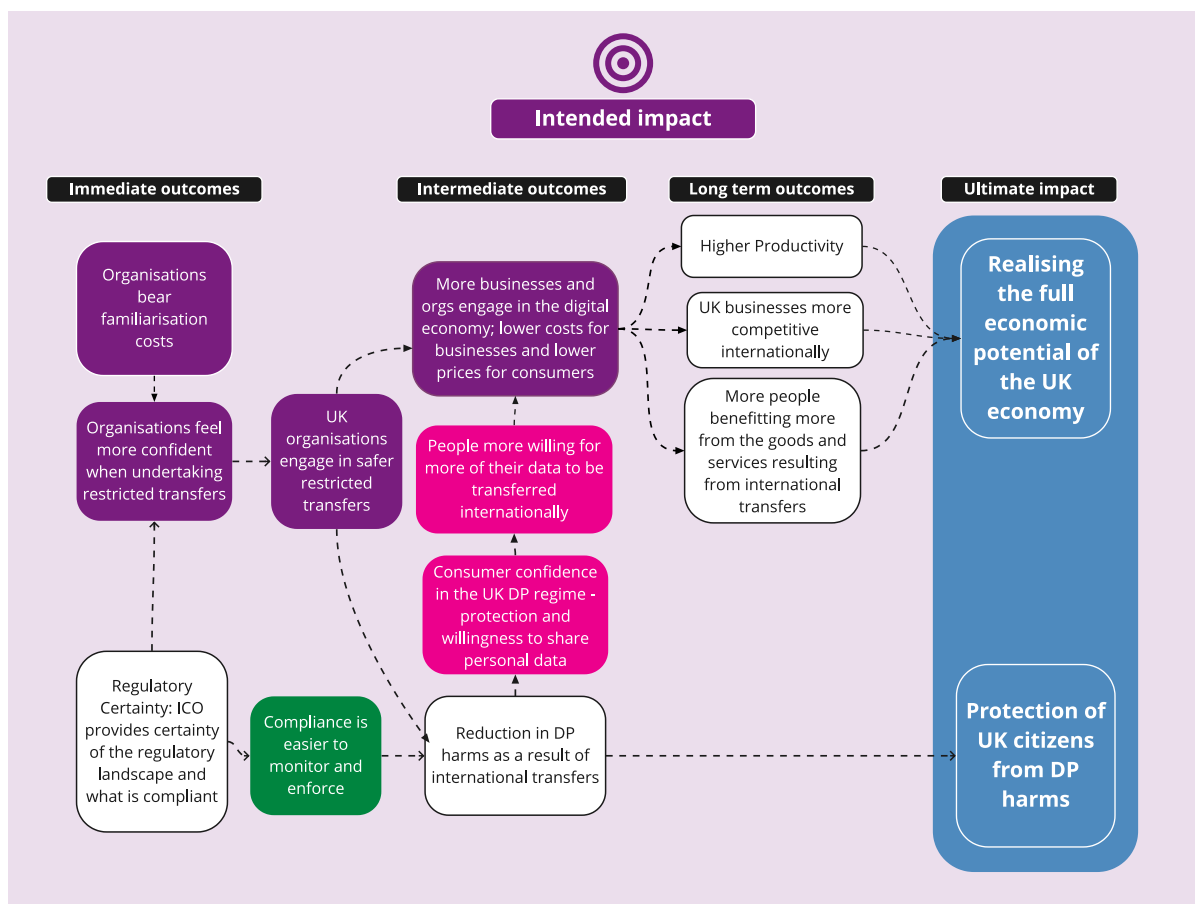 Intended impact
Immediate outcomes
Intermediate outcomes
Long term outcomes
Ultimate impact
Organisations
bear
familiarisation
costs
Organisations feel
more confident
when undertaking
restricted transfers
Regulatory
Certainty: ICO
provides certainty
of the regulatory
landscape and
what is compliant
UK
organisations
engage in safer
restricted
transfers
Compliance is
easier to
monitor and
enforce
More businesses and
orgs engage in the digital
economy; lower costs for
businesses and lower
prices for consumers
People more willing for
more of their data to be
transferred
internationally
Consumer confidence
in the UK DP regime -
protection and
willingness to share
personal data
Reduction in DP
harms as a result of
international transfers
Higher Productivity
UK businesses more
competitive
internationally
More people
benefitting more
from the goods and
services resulting
from international
transfers
Realising
the full
economic
potential of
the UK
economy
Protection of
UK citizens
from DP
harms